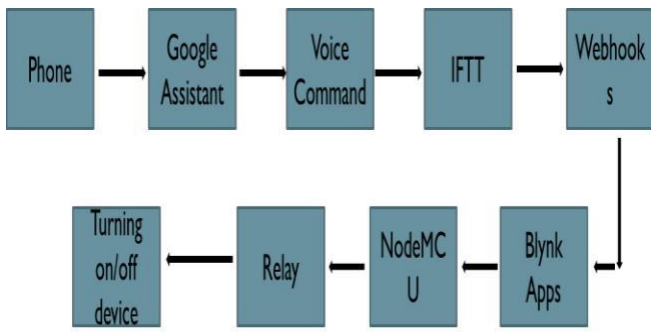 Phone
Google
Assistant
Voice
Command
IFTT
Webhook
s
Turning
on/off
device
Relay
NodeMC
U
Blynk
Apps